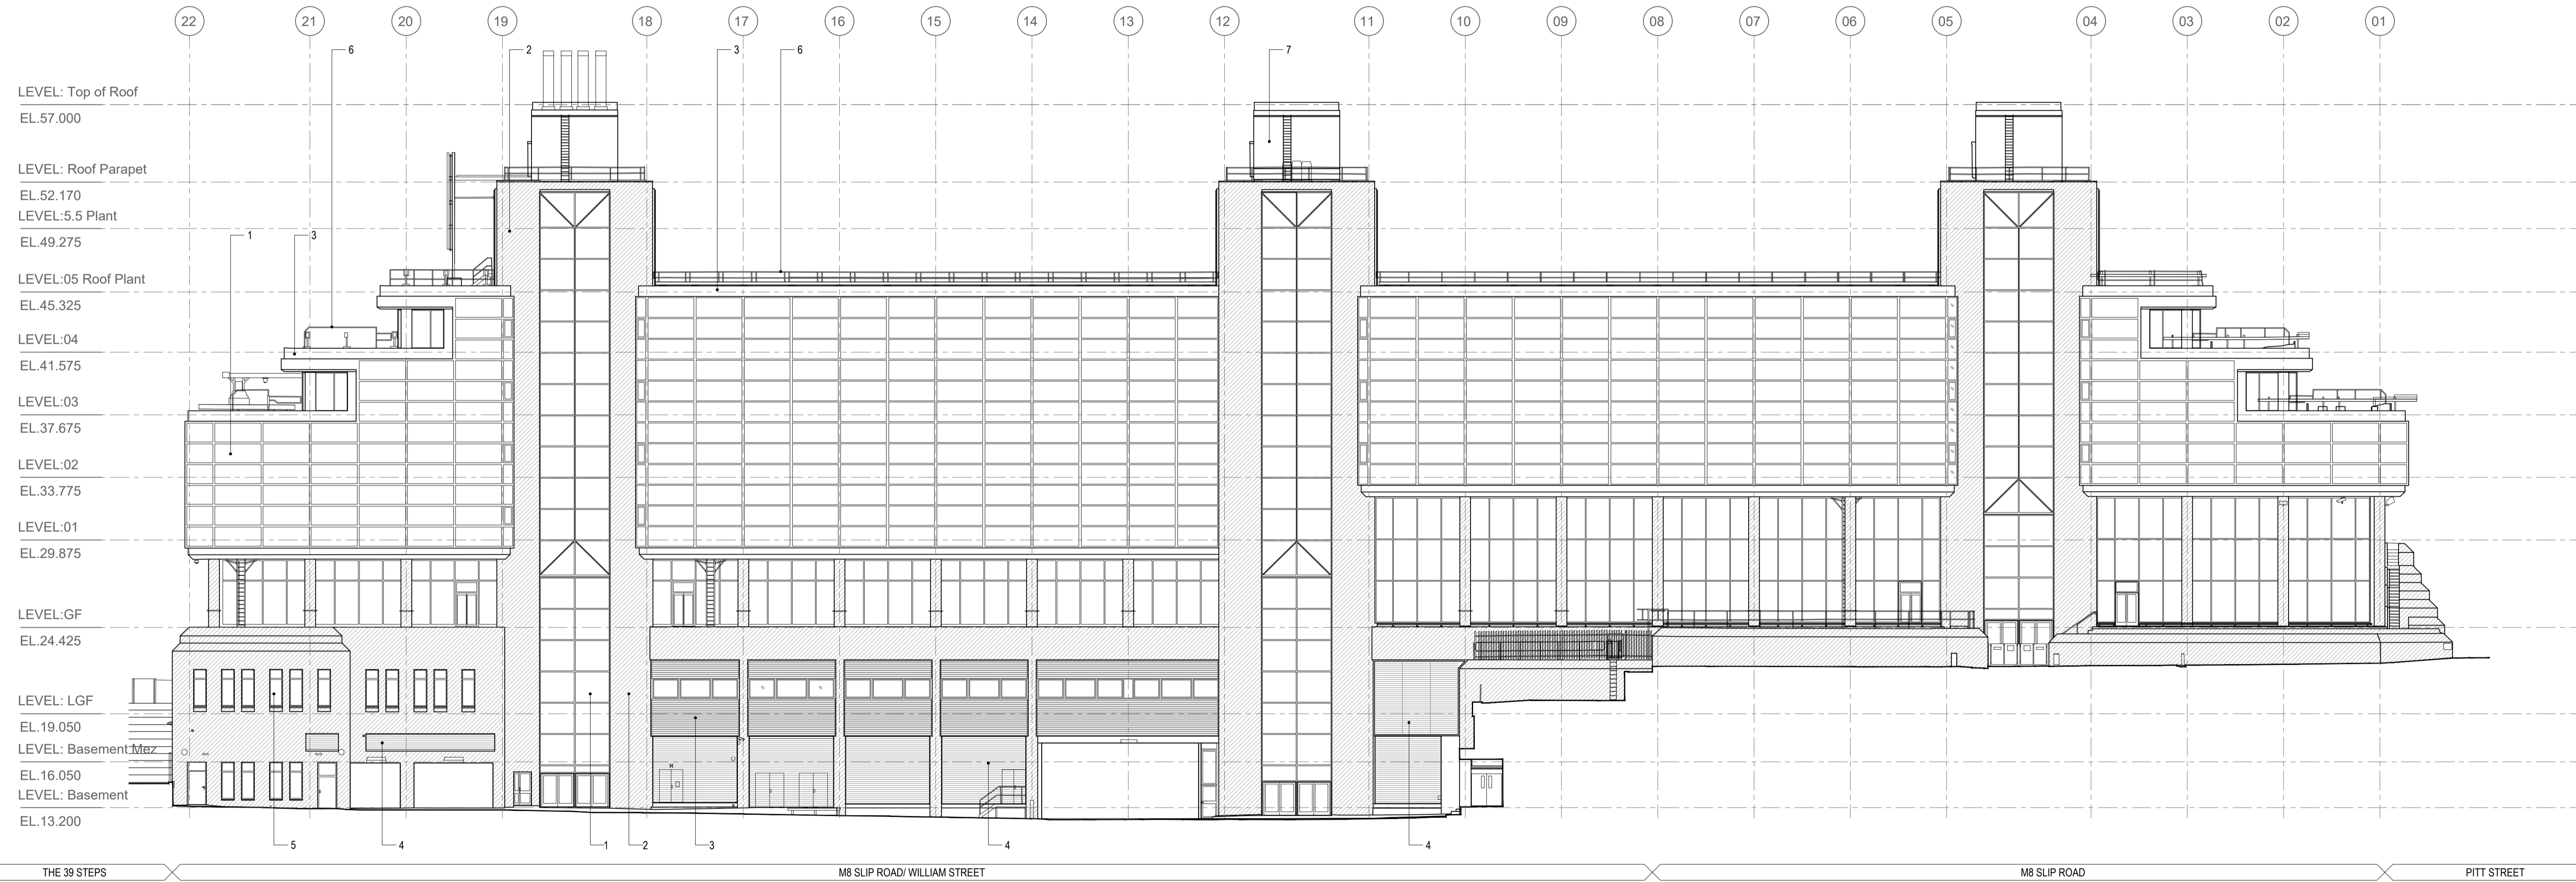 22 21 20 19 18 17 16 15 14 13 12 11 10 09 08 07 06 05 04 03 02 01
6 2 3 6 7
LEVEL: Top of Roof
EL.57.000
LEVEL: Roof Parapet
EL.52.170
LEVEL:5.5 Plant
EL.49.275
1 3
LEVEL:05 Roof Plant
EL.45.325
6
LEVEL:04
EL.41.575
LEVEL:03
EL.37.675
LEVEL:02
EL.33.775
LEVEL:01
EL.29.875
LEVEL:GF
EL.24.425
LEVEL: LGF
EL.19.050
LEVEL: Basement Mez
EL.16.050
LEVEL: Basement
EL.13.200
H
5 4 1 2 3 4 4
THE 39 STEPS M8 SLIP ROAD/ WILLIAM STREET M8 SLIP ROAD PITT STREET